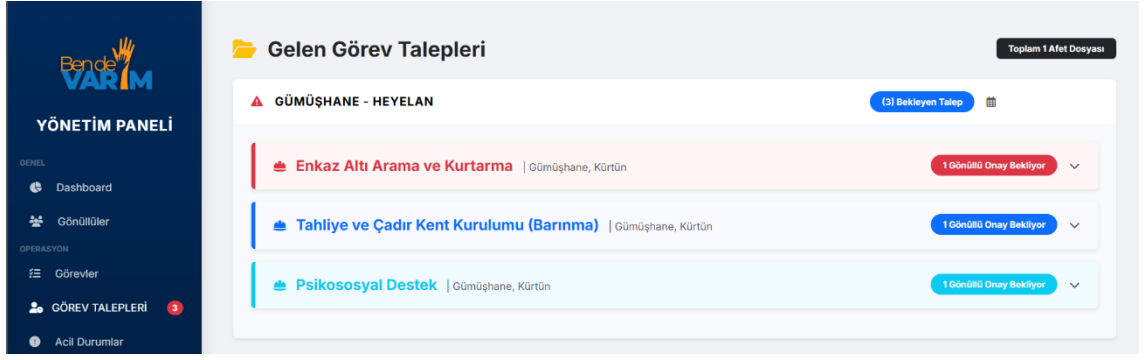 Ben de
VARIM
YÖNETİM PANELİ
GENEL
Dashboard
Gönüllüler
OPERASYON
Görevler
GÖREV TALEPLERİ 3
Acil Durumlar
Gelen Görev Talepleri
Toplam 1 Afet Dosyası
GÜMÜŞHANE - HEYELAN
(3) Bekleyen Talep
Enkaz Altı Arama ve Kurtarma | Gümüşhane, Kürtün
1 Gönüllü Onay Bekliyor
Tahliye ve Çadır Kent Kurulumu (Barınma) | Gümüşhane, Kürtün
1 Gönüllü Onay Bekliyor
Psikososyal Destek | Gümüşhane, Kürtün
1 Gönüllü Onay Bekliyor